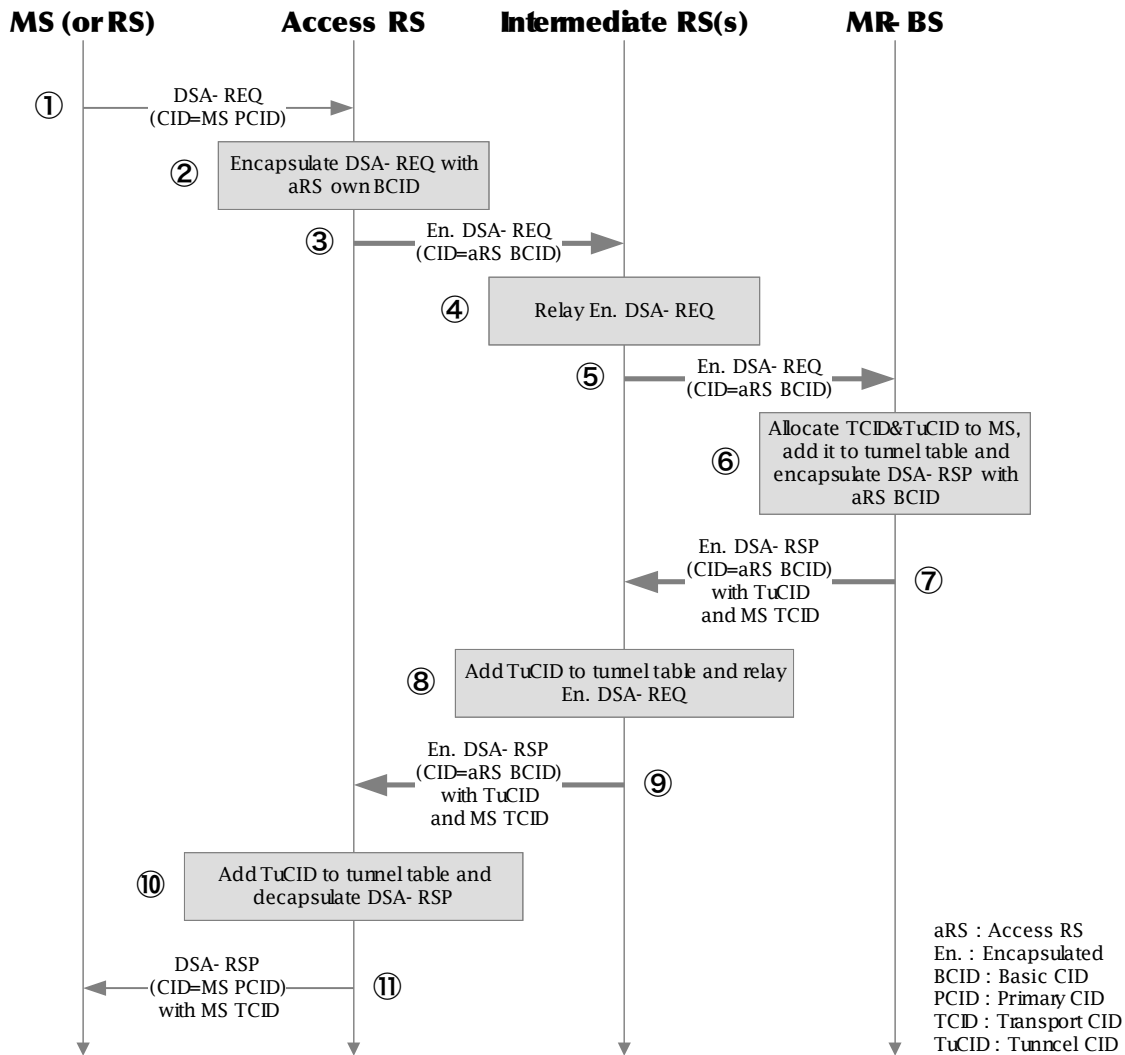 MS (or RS)
Access RS
Intermediate RS(s)
MR-BS
①
DSA-REQ
(CID=MS PCID)
②
Encapsulate DSA-REQ with
aRS own BCID
③
En. DSA-REQ
(CID=aRS BCID)
④
Relay En. DSA-REQ
⑤
En. DSA-REQ
(CID=aRS BCID)
⑥
Allocate TCID&TuCID to MS,
add it to tunnel table and
encapsulate DSA-RSP with
aRS BCID
En. DSA-RSP
(CID=aRS BCID)
with TuCID
and MS TCID
⑦
⑧
Add TuCID to tunnel table and relay
En. DSA-REQ
En. DSA-RSP
(CID=aRS BCID)
with TuCID
and MS TCID
⑨
⑩
Add TuCID to tunnel table and
decapsulate DSA-RSP
DSA-RSP
(CID=MS PCID)
with MS TCID
⑪
aRS : Access RS
En. : Encapsulated
BCID : Basic CID
PCID : Primary CID
TCID : Transport CID
TuCID : Tunncel CID